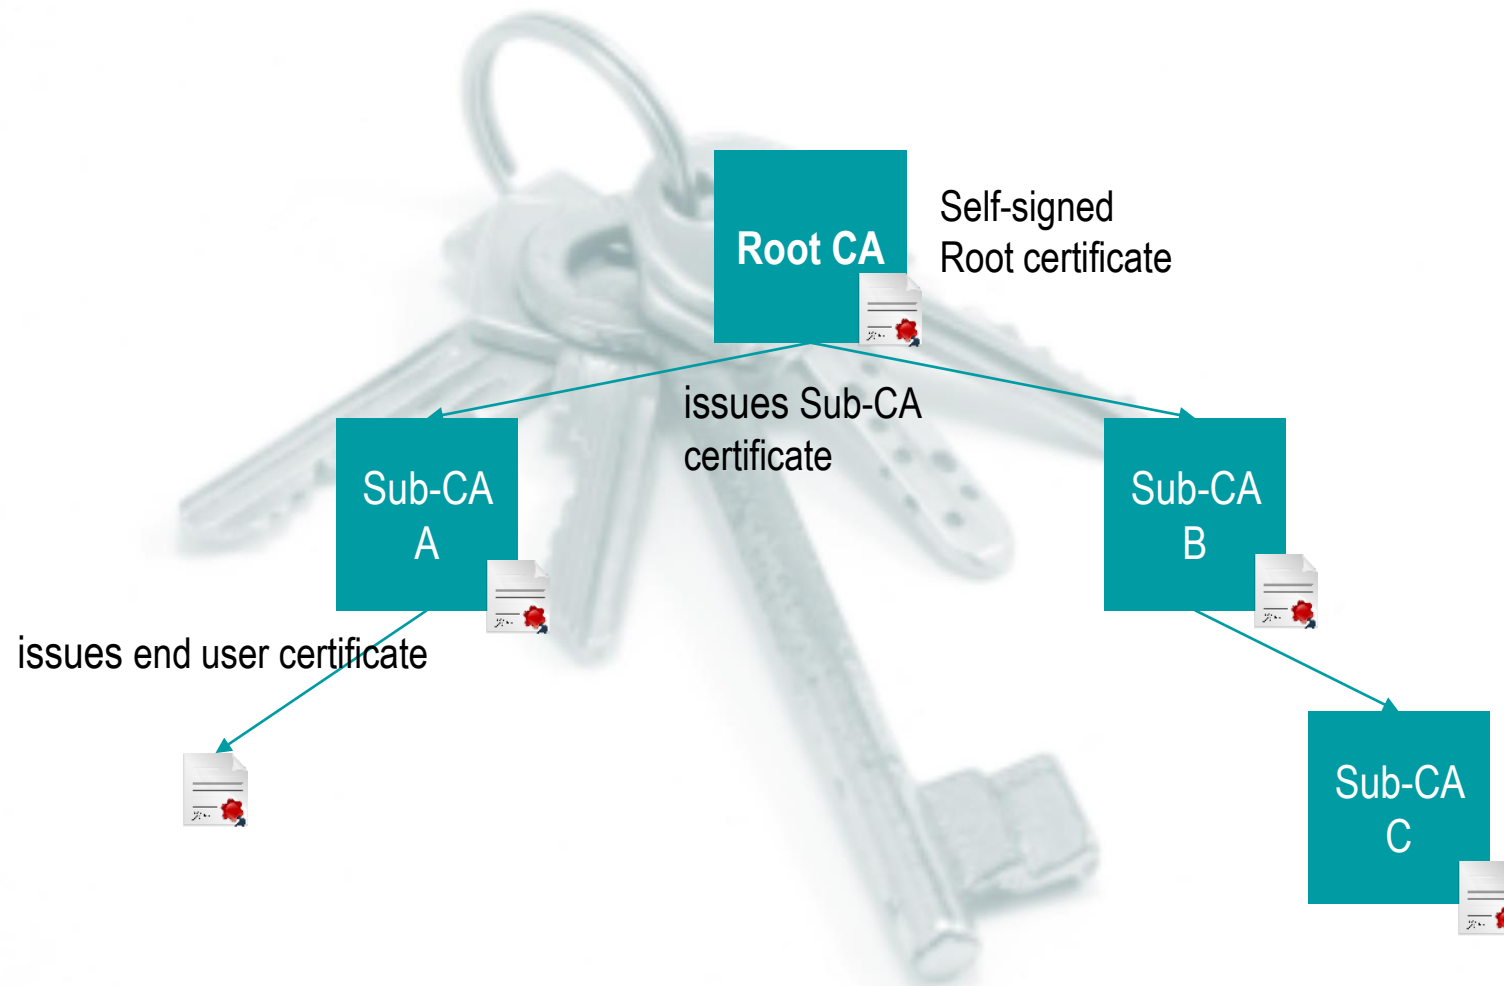 Root CA
Self-signed
Root certificate
issues Sub-CA
certificate
Sub-CA
A
Sub-CA
B
issues end user certificate
Sub-CA
C